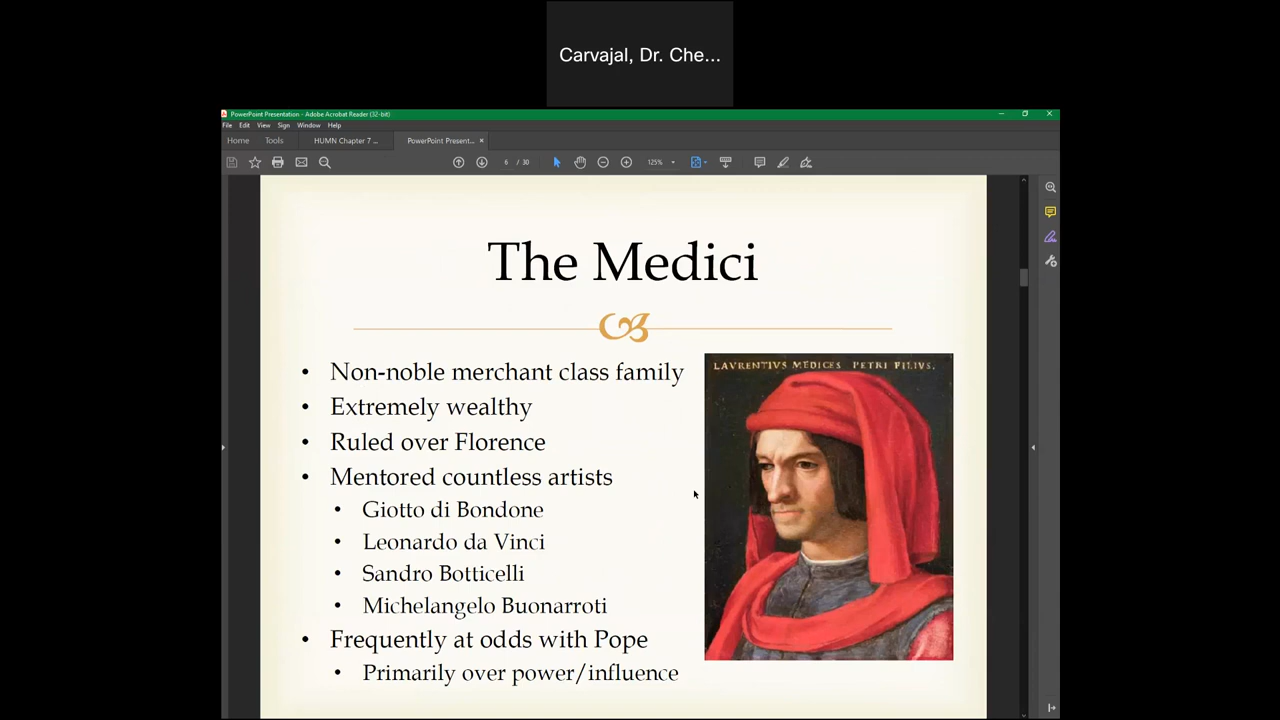 Carvajal, Dr. Che...
PowerPoint Presentation - Adobe Acrobat Reader (32-bit)
File Edit View Sign Window Help
Home Tools HUMN Chapter 7 ... PowerPoint Present... ×
6 / 30 125%
The Medici
• Non-noble merchant class family
• Extremely wealthy
• Ruled over Florence
• Mentored countless artists
• Giotto di Bondone
• Leonardo da Vinci
• Sandro Botticelli
• Michelangelo Buonarroti
• Frequently at odds with Pope
• Primarily over power/influence
LAVRENTIVS MEDICES PETRI FILIVS.